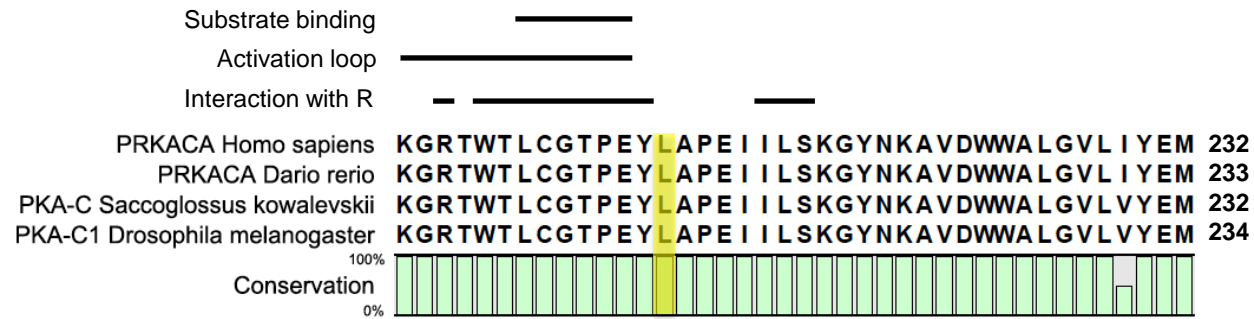 Substrate binding
Activation loop
Interaction with R
PRKACA Homo sapiens KGRTWTLCGTPEYLAPEIILSKGYNKAVDWWALGVLIYEM 232
PRKACA Dario rerio KGRTWTLCGTPEYLAPEIILSKGYNKAVDWWALGVLIYEM 233
PKA-C Saccoglossus kowalevskii KGRTWTLCGTPEYLAPEIILSKGYNKAVDWWALGVLVYEM 232
PKA-C1 Drosophila melanogaster KGRTWTLCGTPEYLAPEIILSKGYNKAVDWWALGVLVYEM 234
100%
Conservation
0%